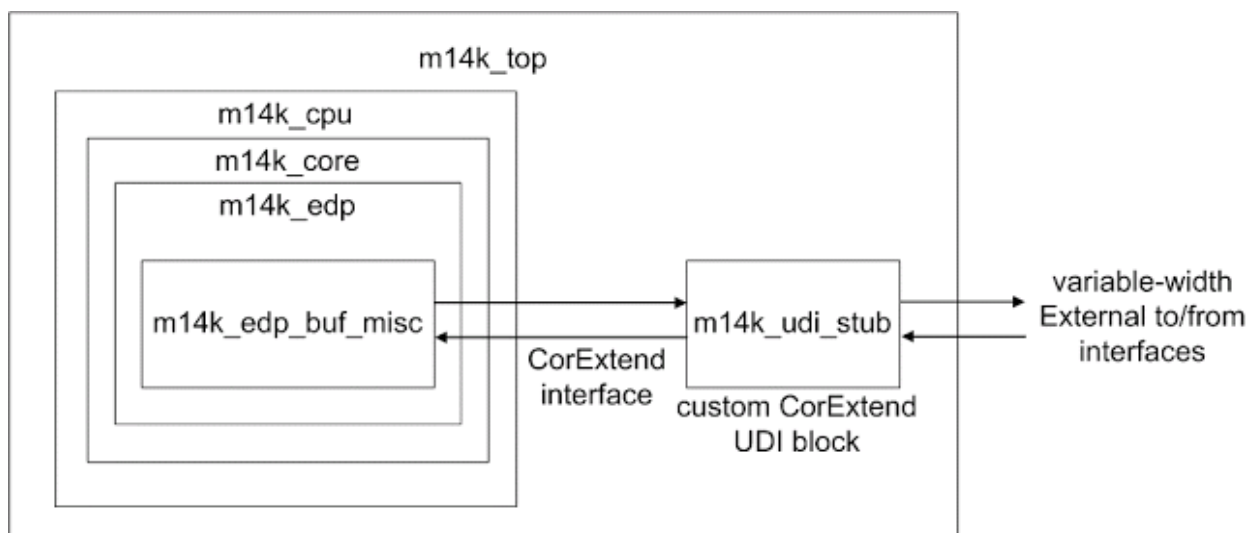 m14k_top
m14k_cpu
m14k_core
m14k_edp
m14k_edp_buf_misc
CorExtend
interface
m14k_udi_stub
custom CorExtend
UDI block
variable-width
External to/from
interfaces